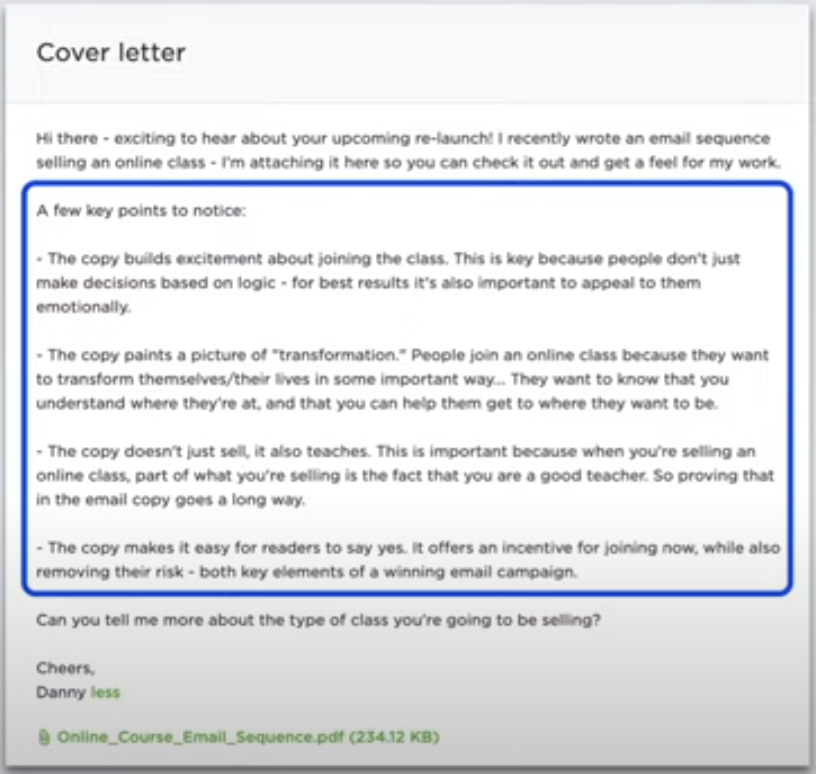 Cover letter
Hi there - exciting to hear about your upcoming re-launch! I recently wrote an email sequence
selling an online class - I'm attaching it here so you can check it out and get a feel for my work.
A few key points to notice:
- The copy builds excitement about joining the class. This is key because people don't just
make decisions based on logic - for best results it's also important to appeal to them
emotionally.
- The copy paints a picture of "transformation." People join an online class because they want
to transform themselves/their lives in some important way... They want to know that you
understand where they're at, and that you can help them get to where they want to be.
- The copy doesn't just sell, it also teaches. This is important because when you're selling an
online class, part of what you're selling is the fact that you are a good teacher. So proving that
in the email copy goes a long way.
- The copy makes it easy for readers to say yes. It offers an incentive for joining now, while also
removing their risk - both key elements of a winning email campaign.
Can you tell me more about the type of class you're going to be selling?
Cheers,
Danny less
Online_Course_Email_Sequence.pdf (234.12 KB)